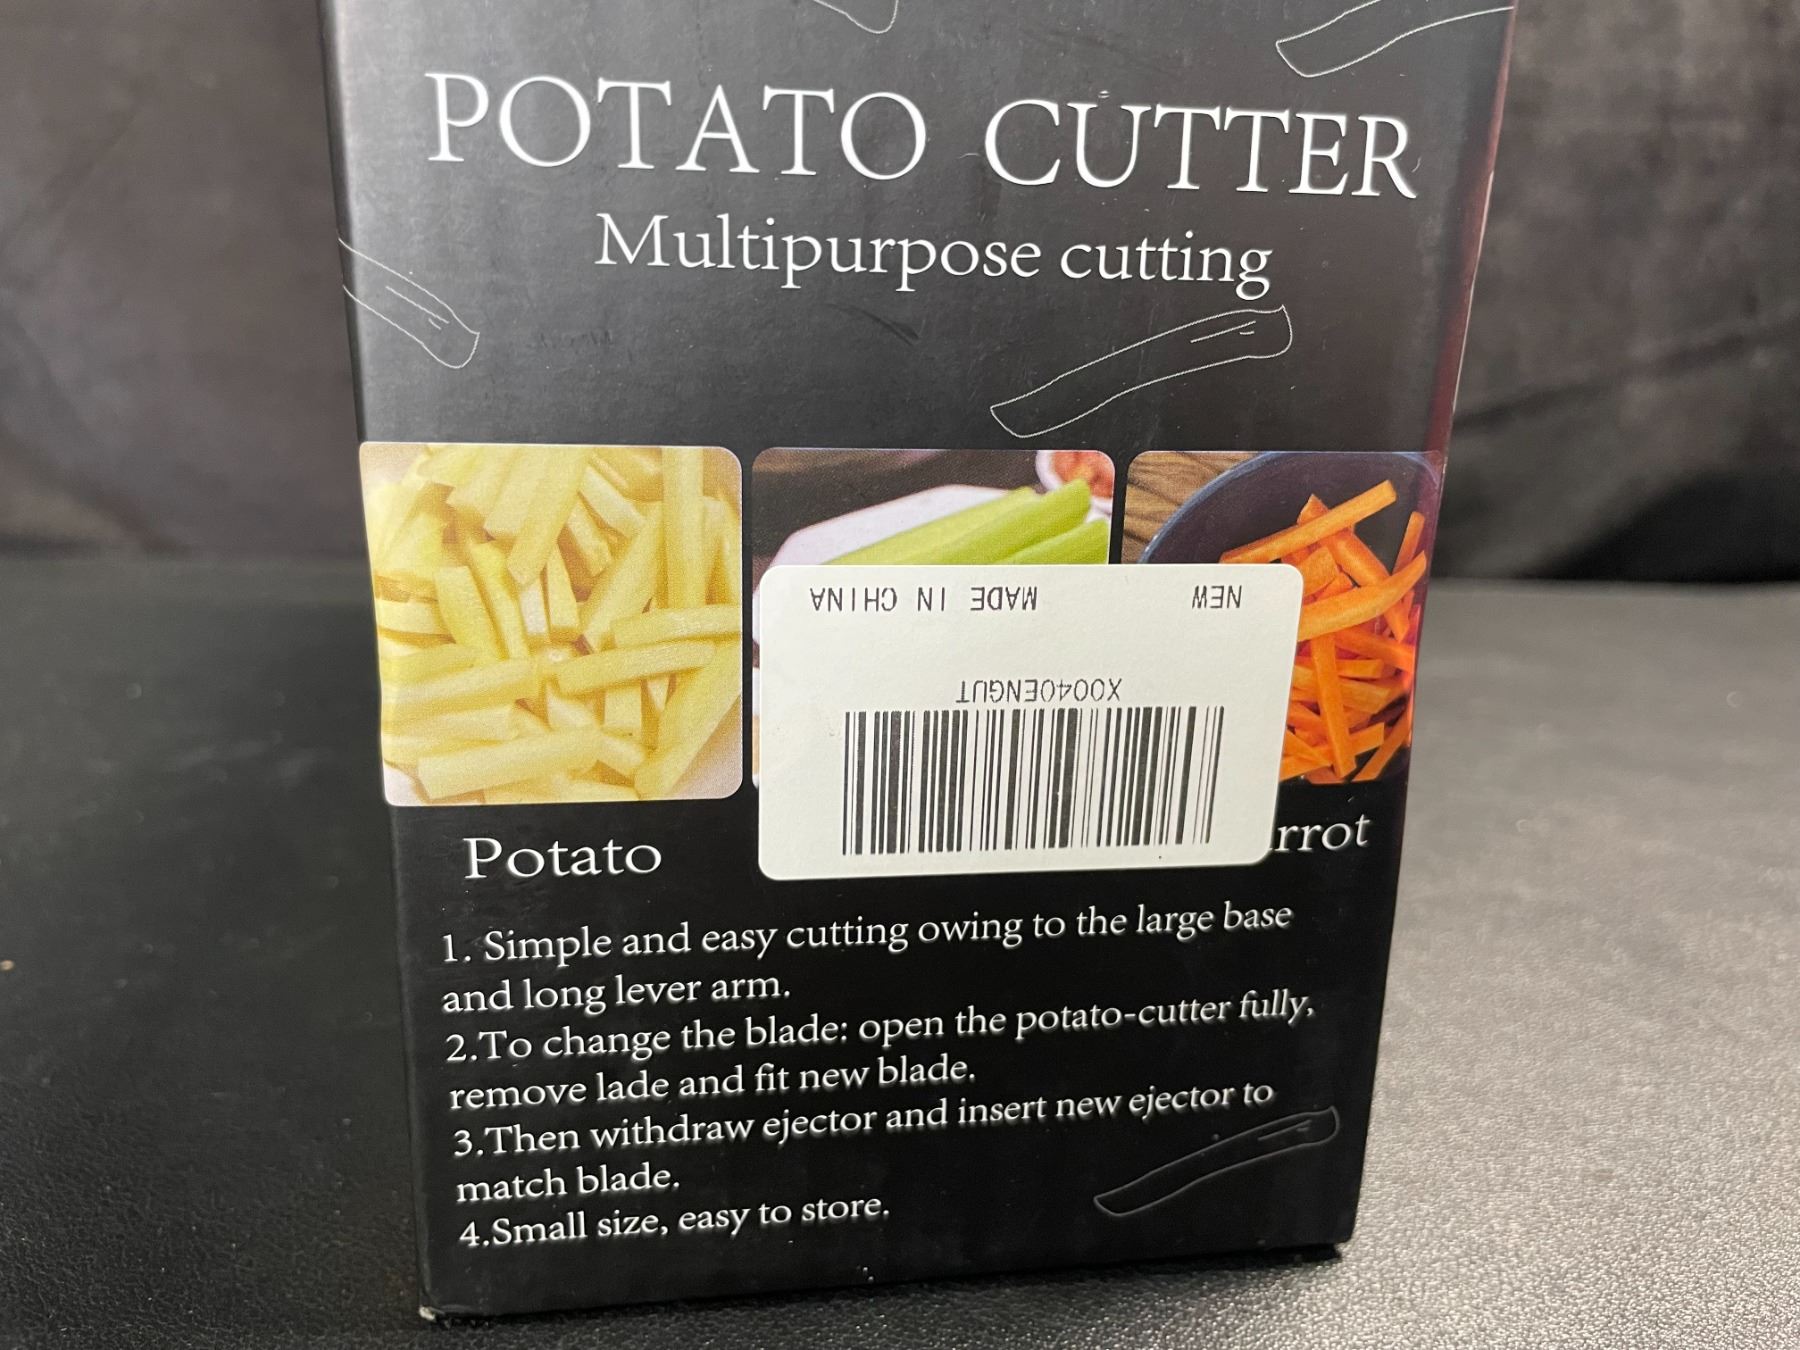 POTATO CUTTER
Multipurpose cutting
NEW MADE IN CHINA
X0040ENGUT
Potato
rrot
1. Simple and easy cutting owing to the large base
and long lever arm.
2.To change the blade: open the potato-cutter fully,
remove lade and fit new blade.
3.Then withdraw ejector and insert new ejector to
match blade.
4.Small size, easy to store.